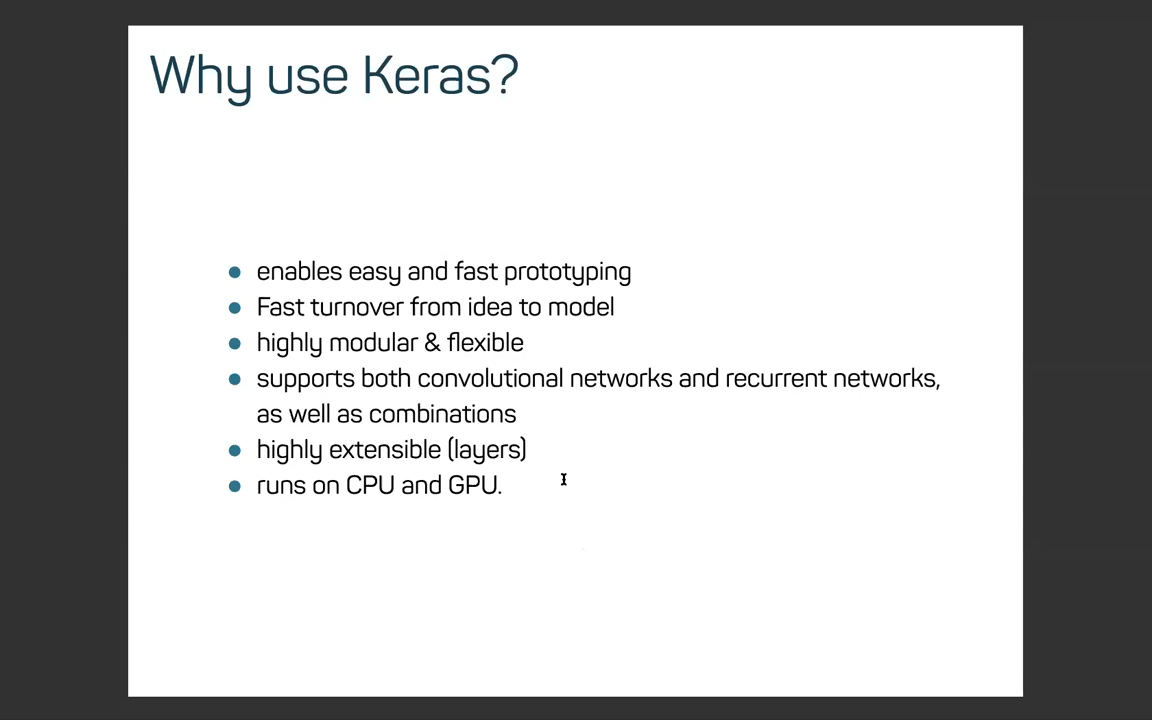 Why use Keras?
● enables easy and fast prototyping
● Fast turnover from idea to model
● highly modular & flexible
● supports both convolutional networks and recurrent networks,
as well as combinations
● highly extensible (layers)
● runs on CPU and GPU.